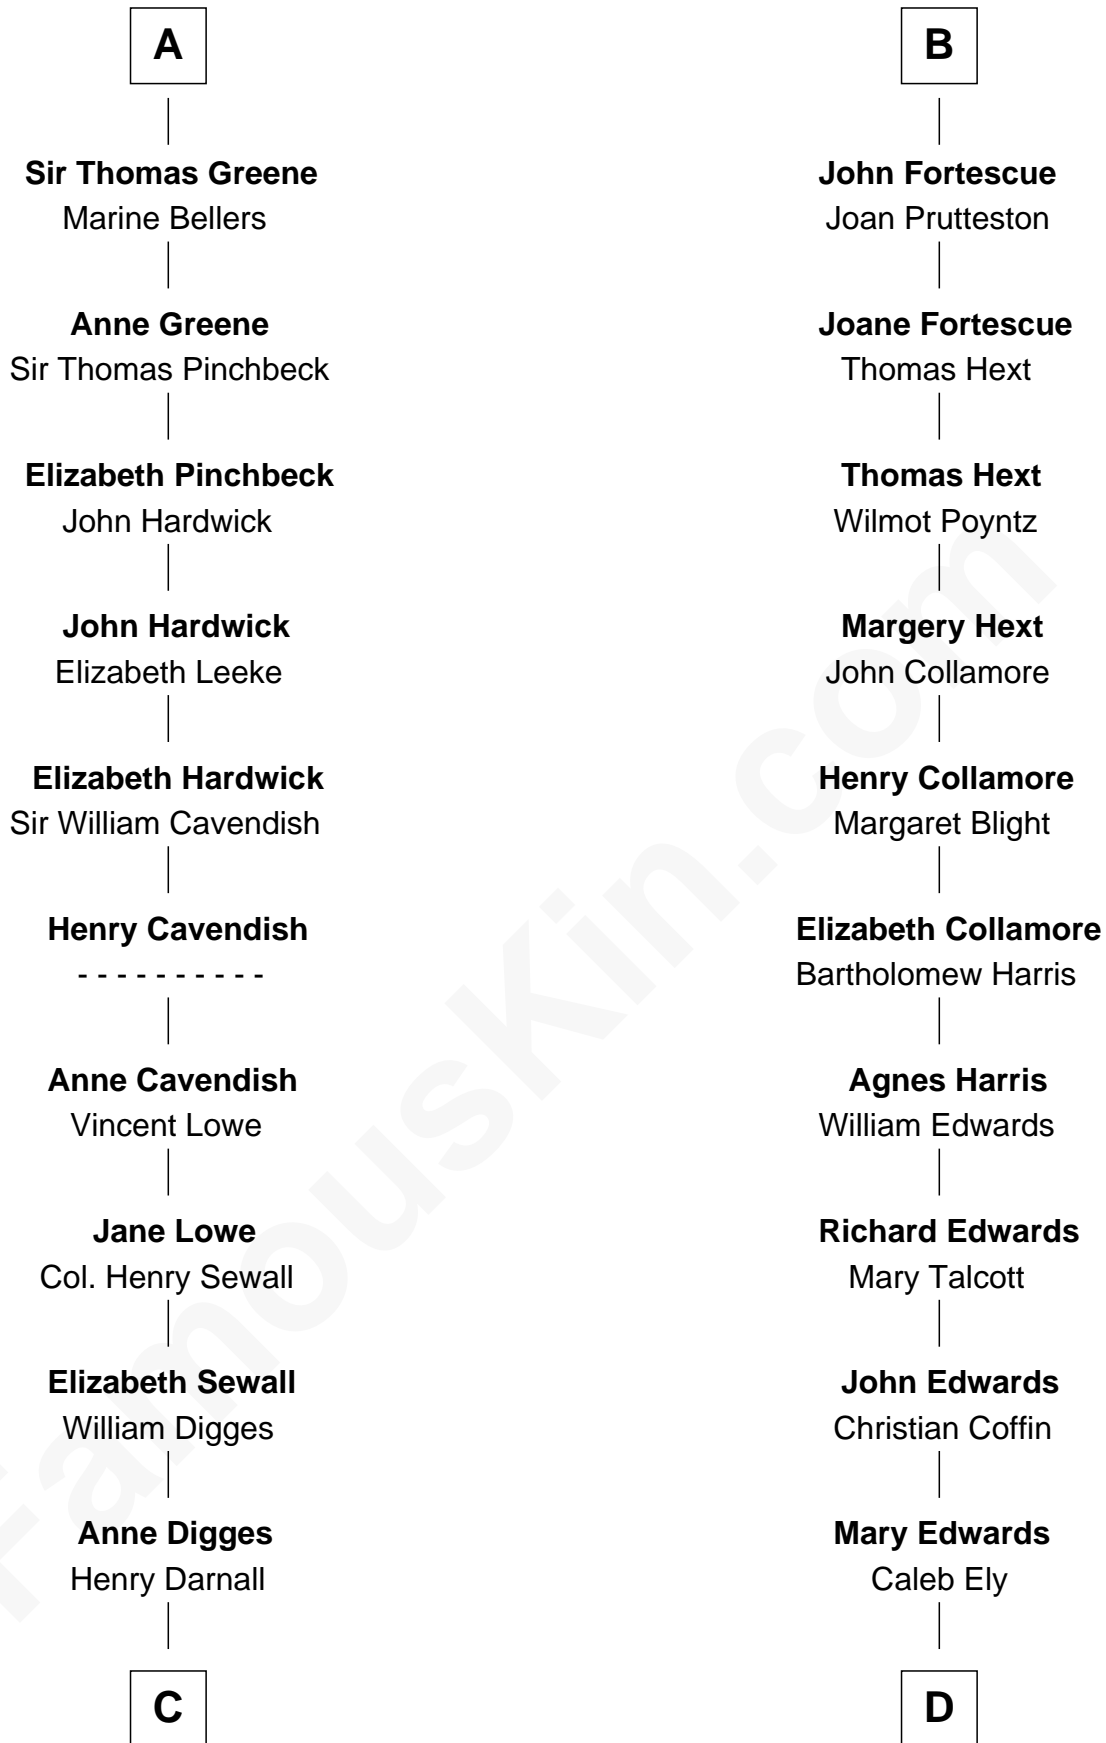 A
Sir Thomas Greene
Marine Bellers
Anne Greene
Sir Thomas Pinchbeck
Elizabeth Pinchbeck
John Hardwick
John Hardwick
Elizabeth Leeke
Elizabeth Hardwick
Sir William Cavendish
Henry Cavendish
- - - - - - - - - -
Anne Cavendish
Vincent Lowe
Jane Lowe
Col. Henry Sewall
Elizabeth Sewall
William Digges
Anne Digges
Henry Darnall
C
B
John Fortescue
Joan Prutteston
Joane Fortescue
Thomas Hext
Thomas Hext
Wilmot Poyntz
Margery Hext
John Collamore
Henry Collamore
Margaret Blight
Elizabeth Collamore
Bartholomew Harris
Agnes Harris
William Edwards
Richard Edwards
Mary Talcott
John Edwards
Christian Coffin
Mary Edwards
Caleb Ely
D
FamousKin.com